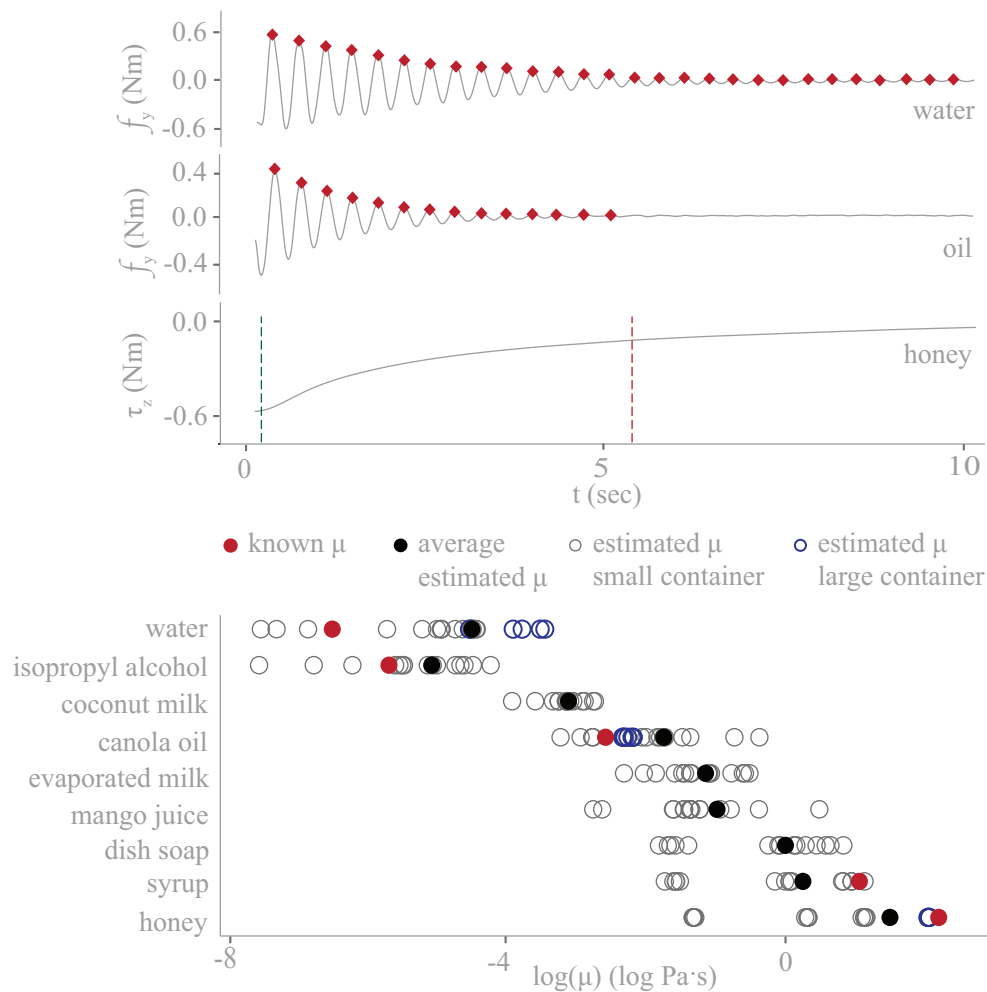 0.6
0.0
-0.6
f_y (Nm)
water
0.4
0.0
-0.4
f_y (Nm)
oil
0.0
-0.6
τ_z (Nm)
honey
0
5
10
t (sec)
known μ
average
estimated μ
estimated μ
small container
estimated μ
large container
water
isopropyl alcohol
coconut milk
canola oil
evaporated milk
mango juice
dish soap
syrup
honey
-8
-4
0
log(μ) (log Pa·s)